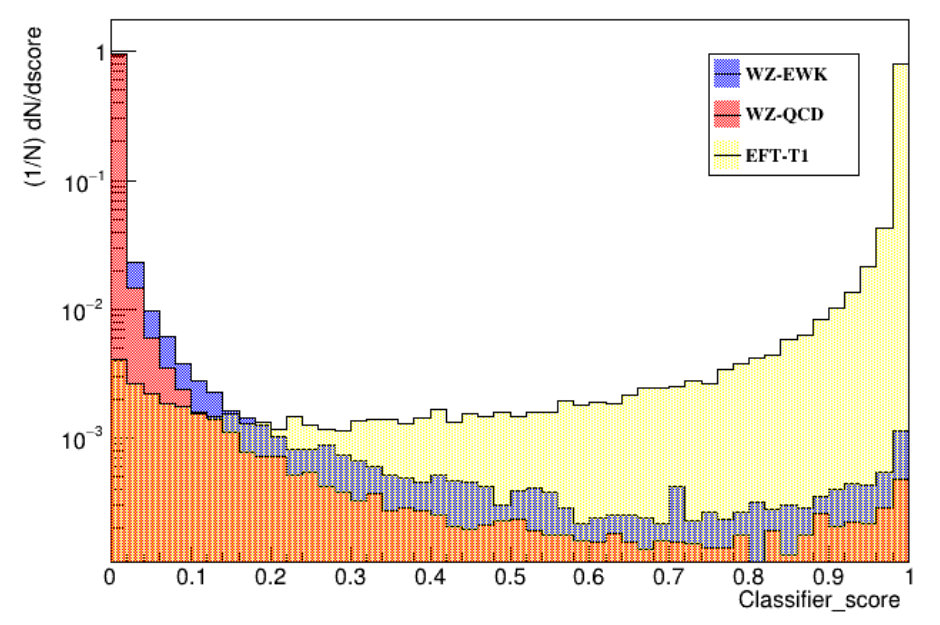 (1/N) dN/dscore
1
10⁻¹
10⁻²
10⁻³
WZ-EWK
WZ-QCD
EFT-T1
0 0.1 0.2 0.3 0.4 0.5 0.6 0.7 0.8 0.9 1
Classifier_score